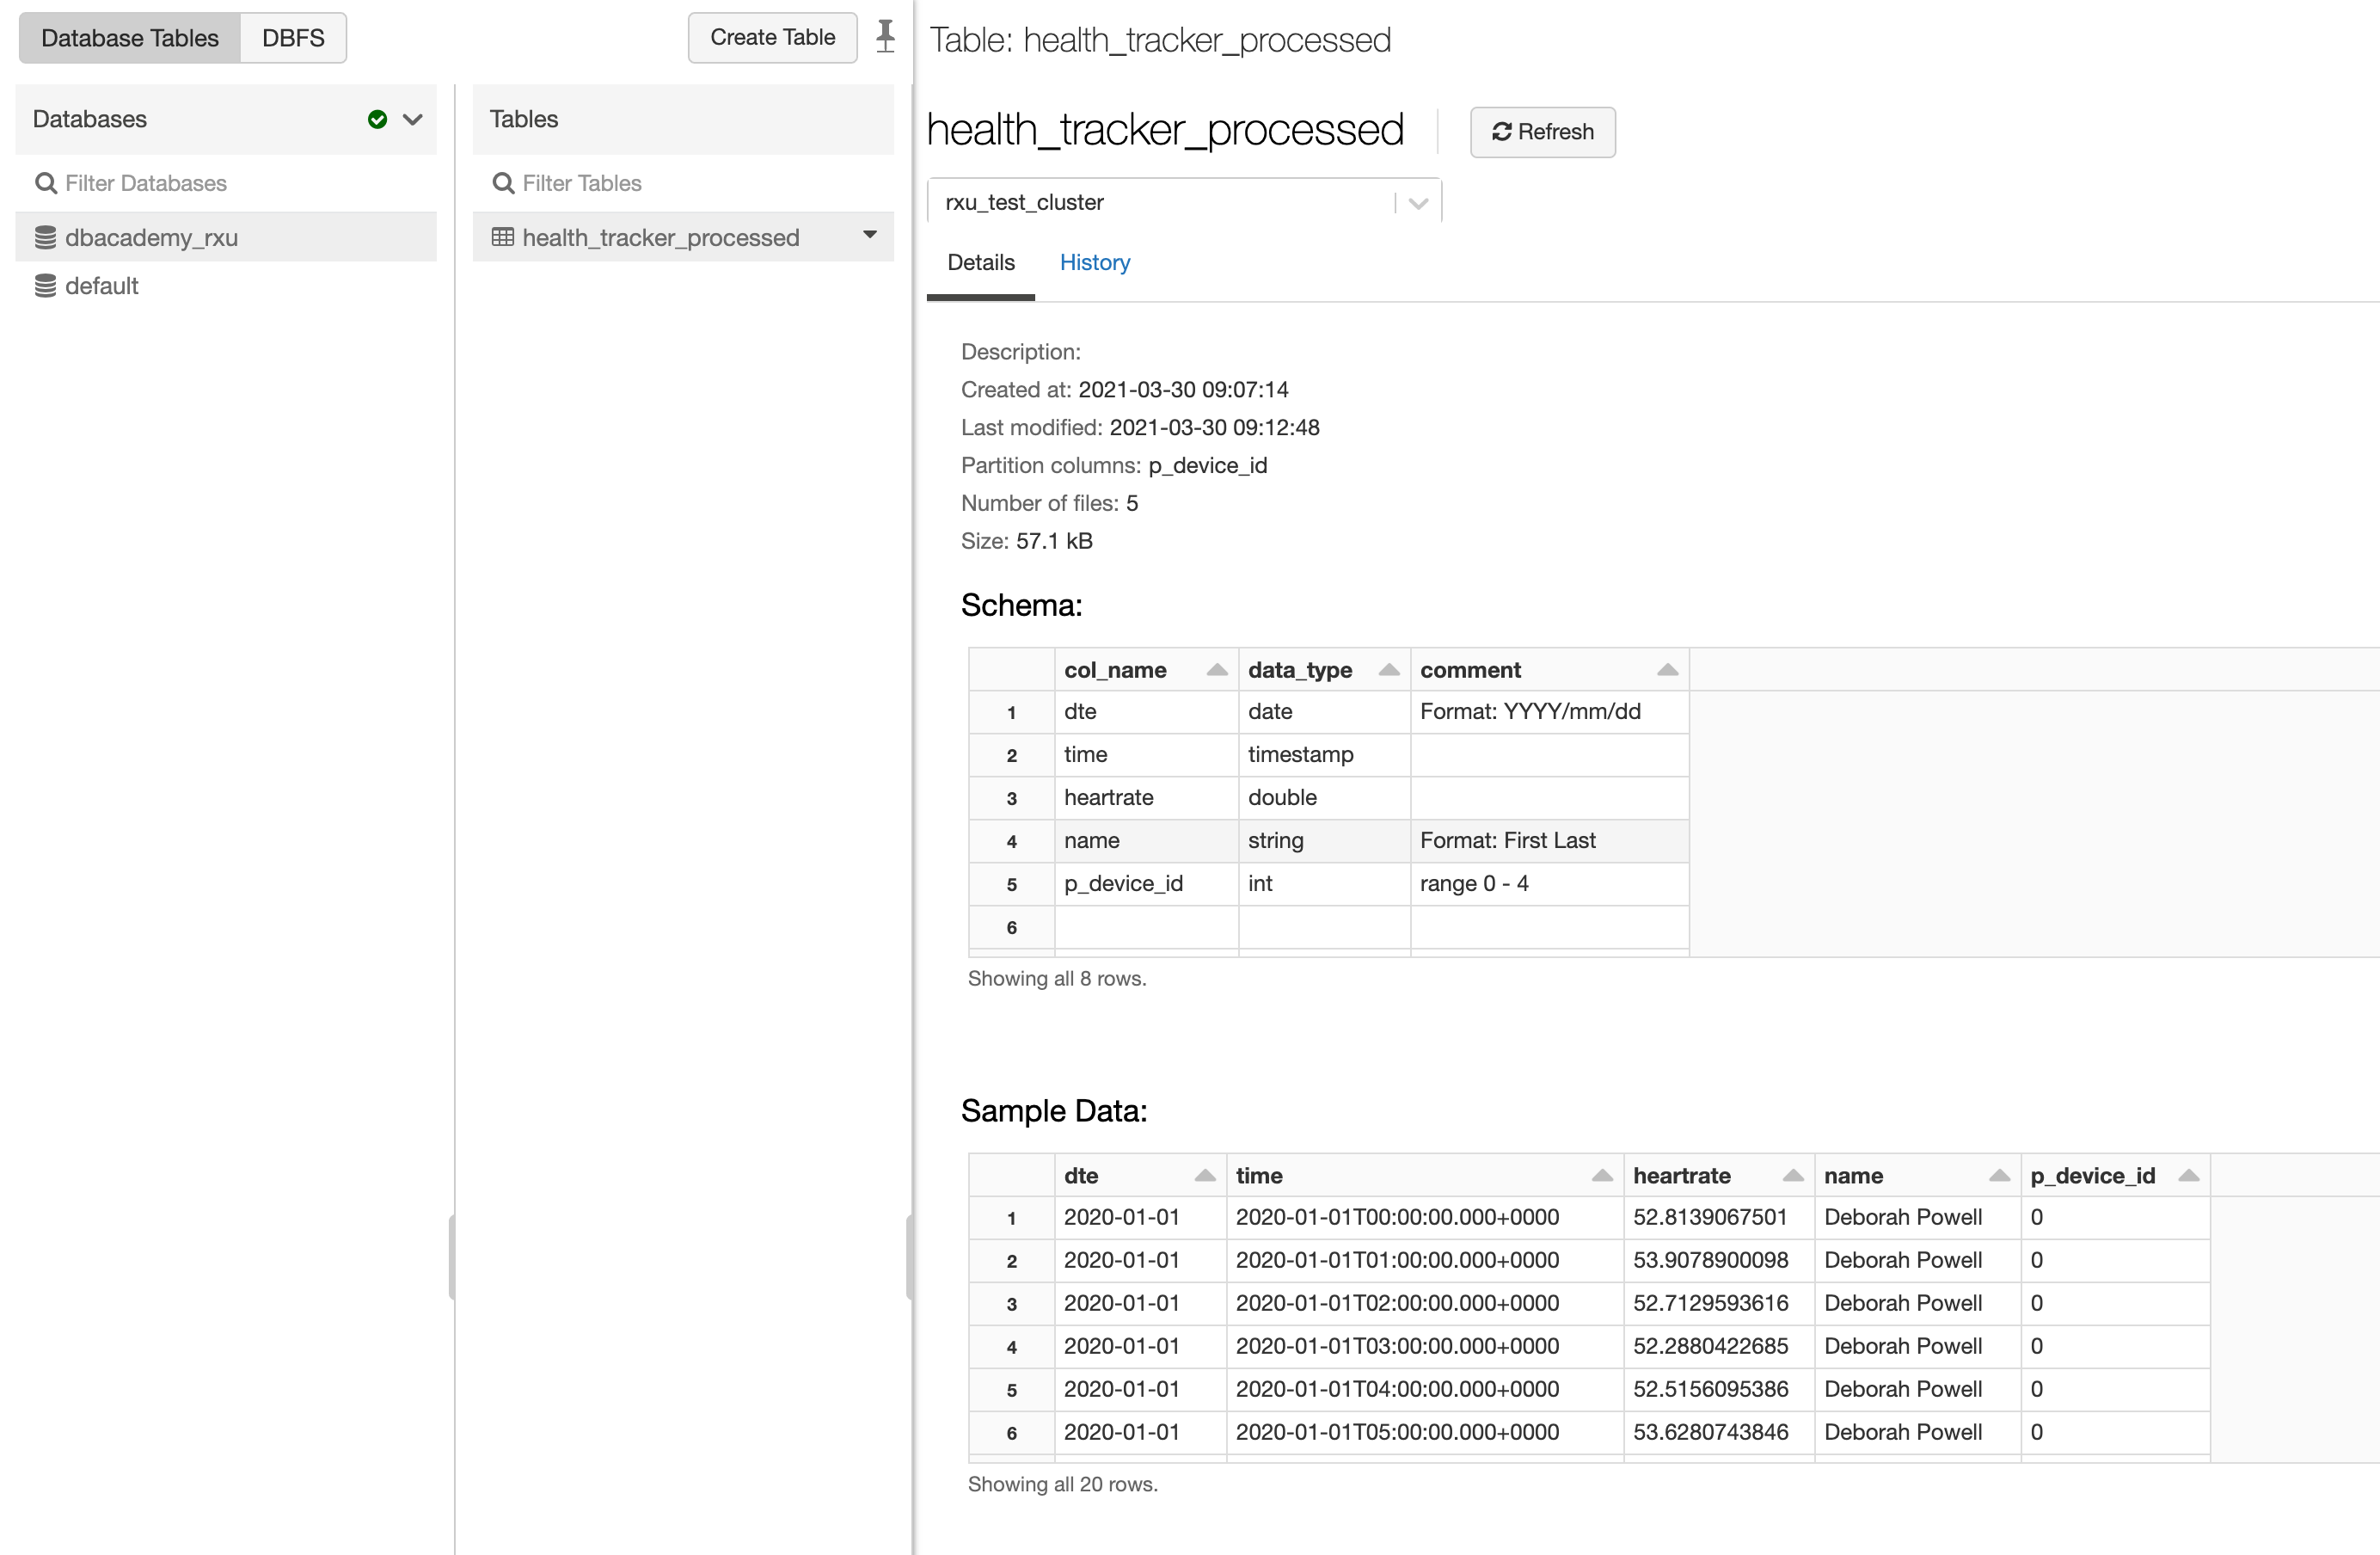 Database Tables DBFS Create Table
Databases
Filter Databases
dbacademy_rxu
default
Tables
Filter Tables
health_tracker_processed
Table: health_tracker_processed
health_tracker_processed Refresh
rxu_test_cluster
Details History
Description:
Created at: 2021-03-30 09:07:14
Last modified: 2021-03-30 09:12:48
Partition columns: p_device_id
Number of files: 5
Size: 57.1 kB
Schema:
col_name data_type comment
1 dte date Format: YYYY/mm/dd
2 time timestamp
3 heartrate double
4 name string Format: First Last
5 p_device_id int range 0 - 4
6
Showing all 8 rows.
Sample Data:
dte time heartrate name p_device_id
1 2020-01-01 2020-01-01T00:00:00.000+0000 52.8139067501 Deborah Powell 0
2 2020-01-01 2020-01-01T01:00:00.000+0000 53.9078900098 Deborah Powell 0
3 2020-01-01 2020-01-01T02:00:00.000+0000 52.7129593616 Deborah Powell 0
4 2020-01-01 2020-01-01T03:00:00.000+0000 52.2880422685 Deborah Powell 0
5 2020-01-01 2020-01-01T04:00:00.000+0000 52.5156095386 Deborah Powell 0
6 2020-01-01 2020-01-01T05:00:00.000+0000 53.6280743846 Deborah Powell 0
Showing all 20 rows.